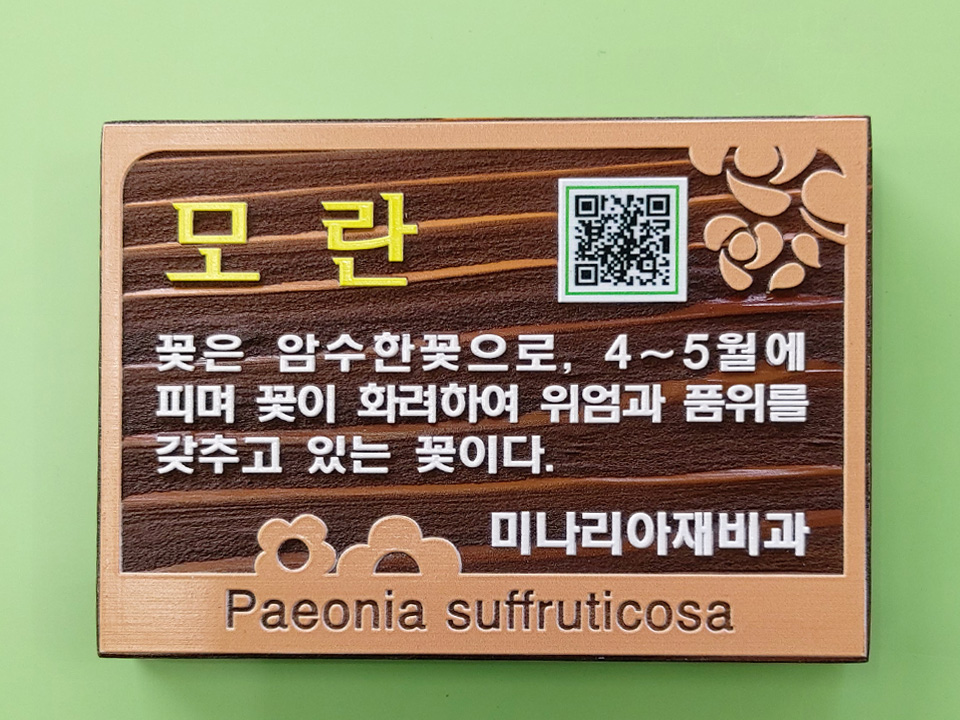 모란
꽃은 암수한꽃으로, 4~5월에
피며 꽃이 화려하여 위엄과 품위를
갖추고 있는 꽃이다.
미나리아재비과
Paeonia suffruticosa